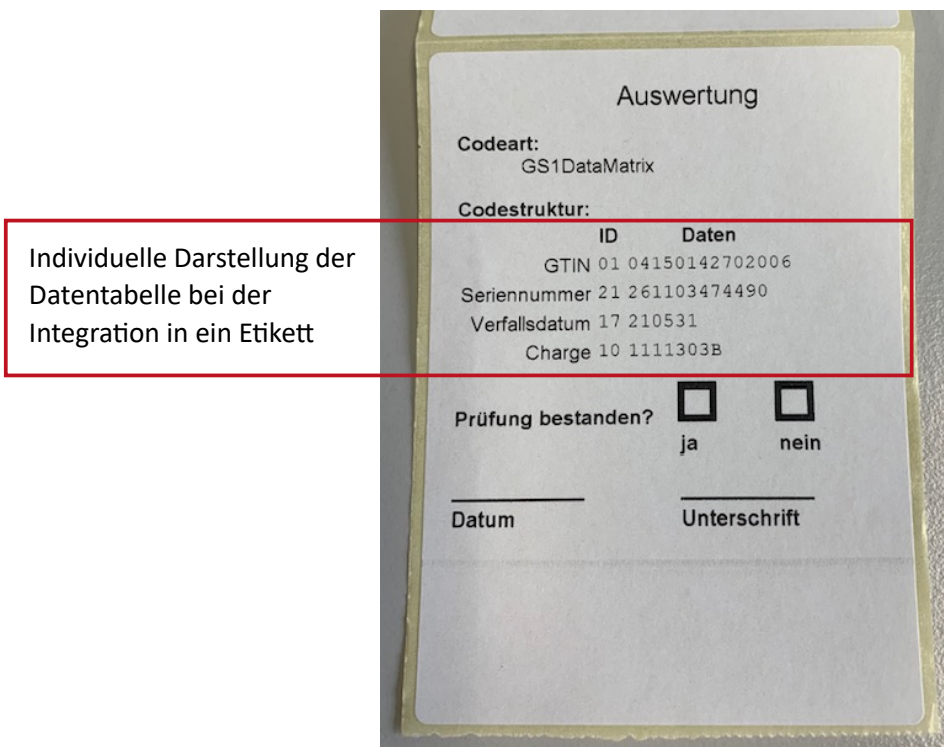 Auswertung
Codeart:
GS1DataMatrix
Codestruktur:
ID Daten
GTIN 01 04150142702006
Seriennummer 21 261103474490
Verfallsdatum 17 210531
Charge 10 1111303B
Individuelle Darstellung der
Datentabelle bei der
Integration in ein Etikett
Prüfung bestanden?
ja nein
Datum Unterschrift